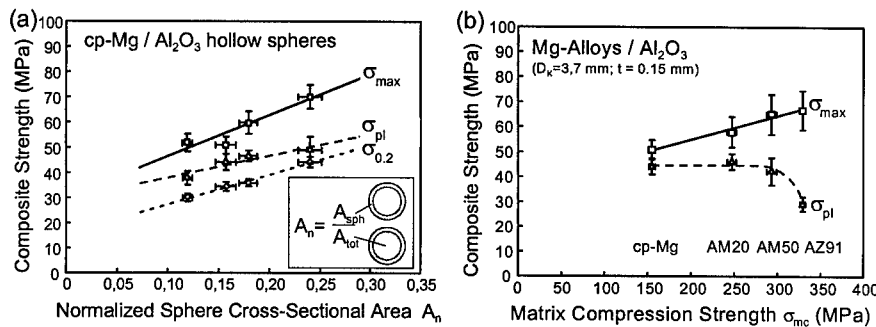 (a)
Composite Strength (MPa)
100
90
80
70
60
50
40
30
20
10
0
cp-Mg / Al₂O₃ hollow spheres
σmax
σpl
σ0.2
An = Asph
Atot
0,00 0,05 0,10 0,15 0,20 0,25 0,30 0,35
Normalized Sphere Cross-Sectional Area An
(b)
Composite Strength (MPa)
100
90
80
70
60
50
40
30
20
10
0
Mg-Alloys / Al₂O₃
(DK=3,7 mm; t = 0.15 mm)
σmax
σpl
cp-Mg AM20 AM50 AZ91
0 50 100 150 200 250 300 350 400
Matrix Compression Strength σmc (MPa)